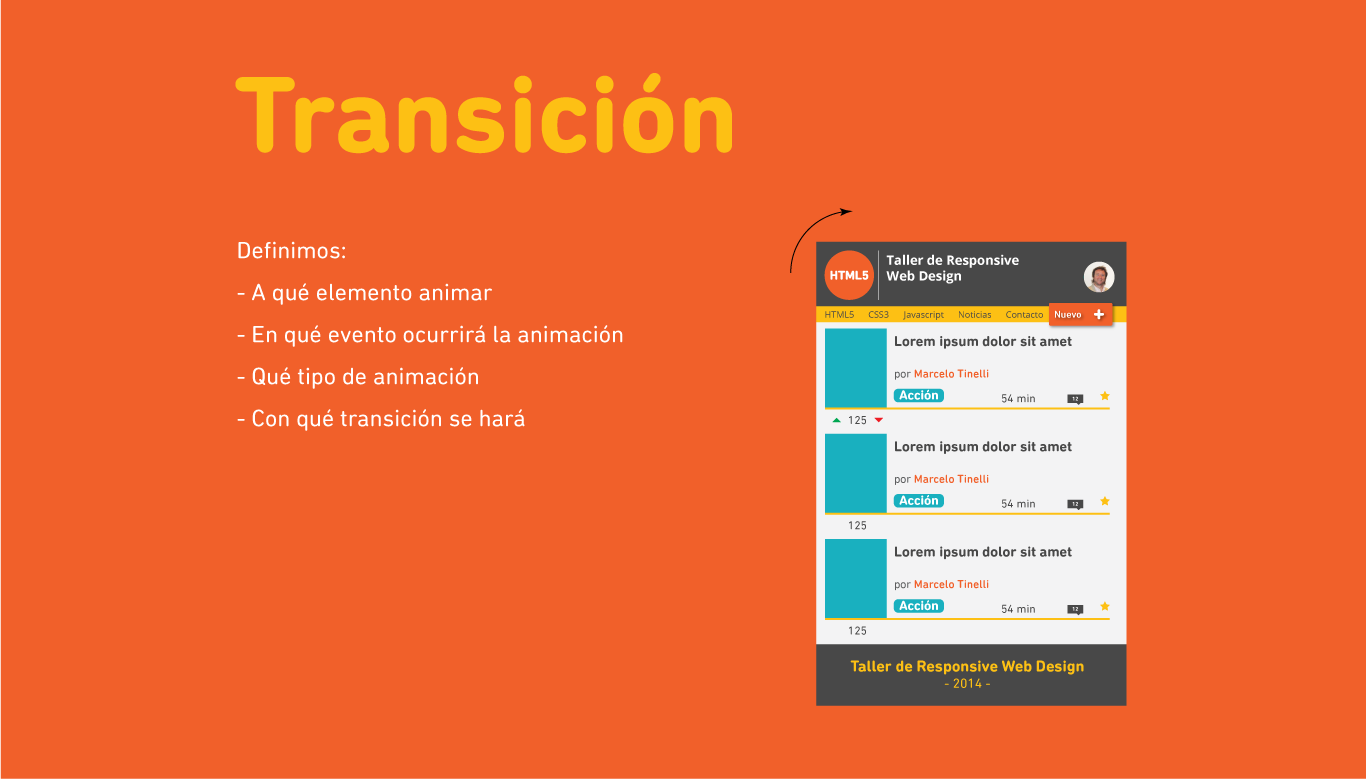 Transición
Definimos:
- A qué elemento animar
- En qué evento ocurrirá la animación
- Qué tipo de animación
- Con qué transición se hará
HTML5
Taller de Responsive
Web Design
HTML5 CSS3 Javascript Noticias Contacto Nuevo +
Lorem ipsum dolor sit amet
por Marcelo Tinelli
Acción 54 min 12
125
Lorem ipsum dolor sit amet
por Marcelo Tinelli
Acción 54 min 12
125
Lorem ipsum dolor sit amet
por Marcelo Tinelli
Acción 54 min 12
125
Taller de Responsive Web Design
- 2014 -